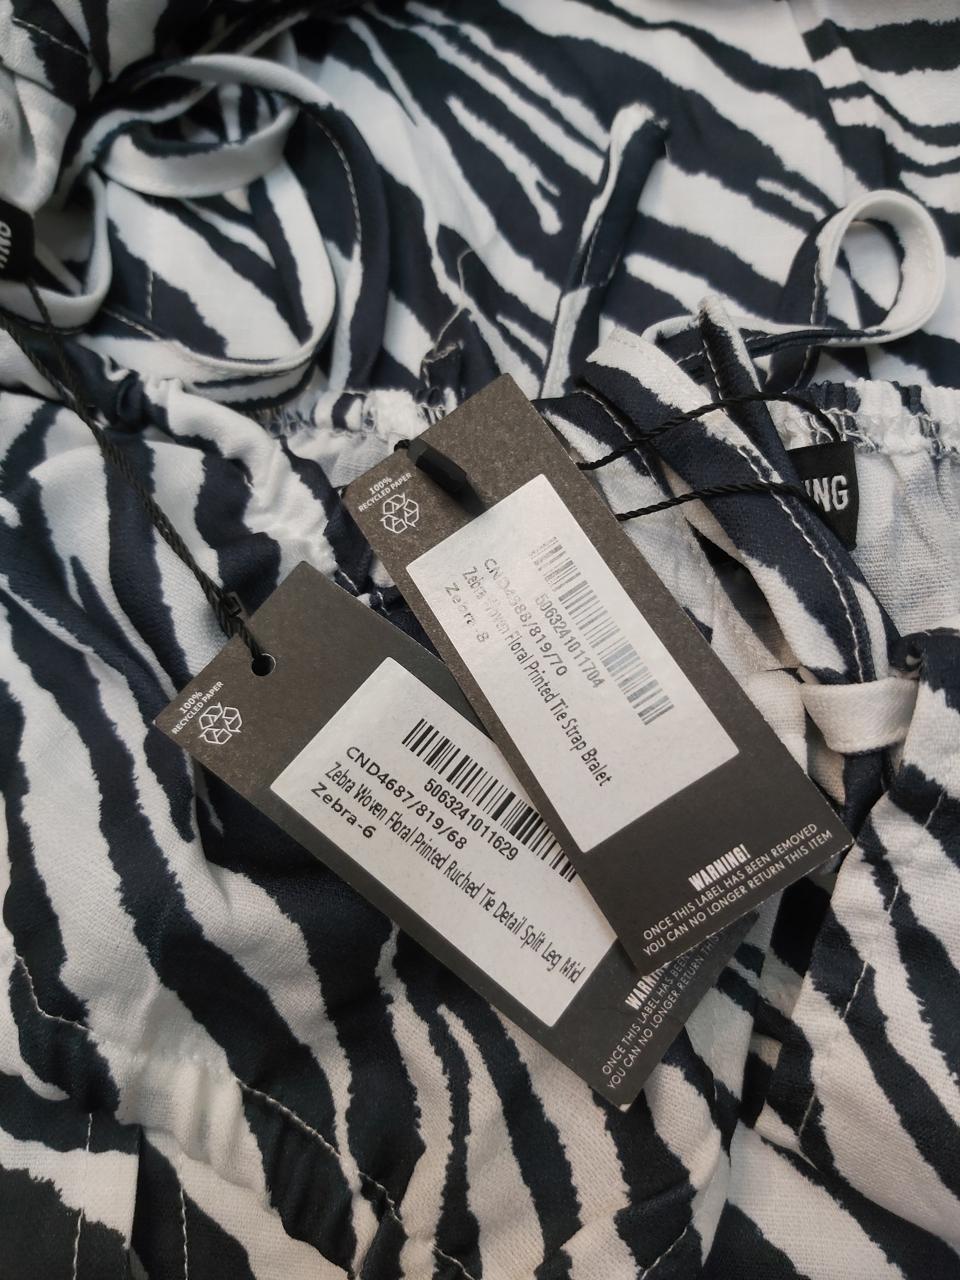 100%
RECYCLED PAPER
5063241011704
CND4688/819/70
Zebra Woven Floral Printed Tie Strap Bralet
Zebra-8
WARNING!
ONCE THIS LABEL HAS BEEN REMOVED
YOU CAN NO LONGER RETURN THIS ITEM
100%
RECYCLED PAPER
5063241011629
CND4687/819/68
Zebra Woven Floral Printed Ruched Tie Detail Split Leg Mid
Zebra-6
ONCE THIS LABEL HAS BEEN
YOU CAN NO LONGER RETURN THIS
ING